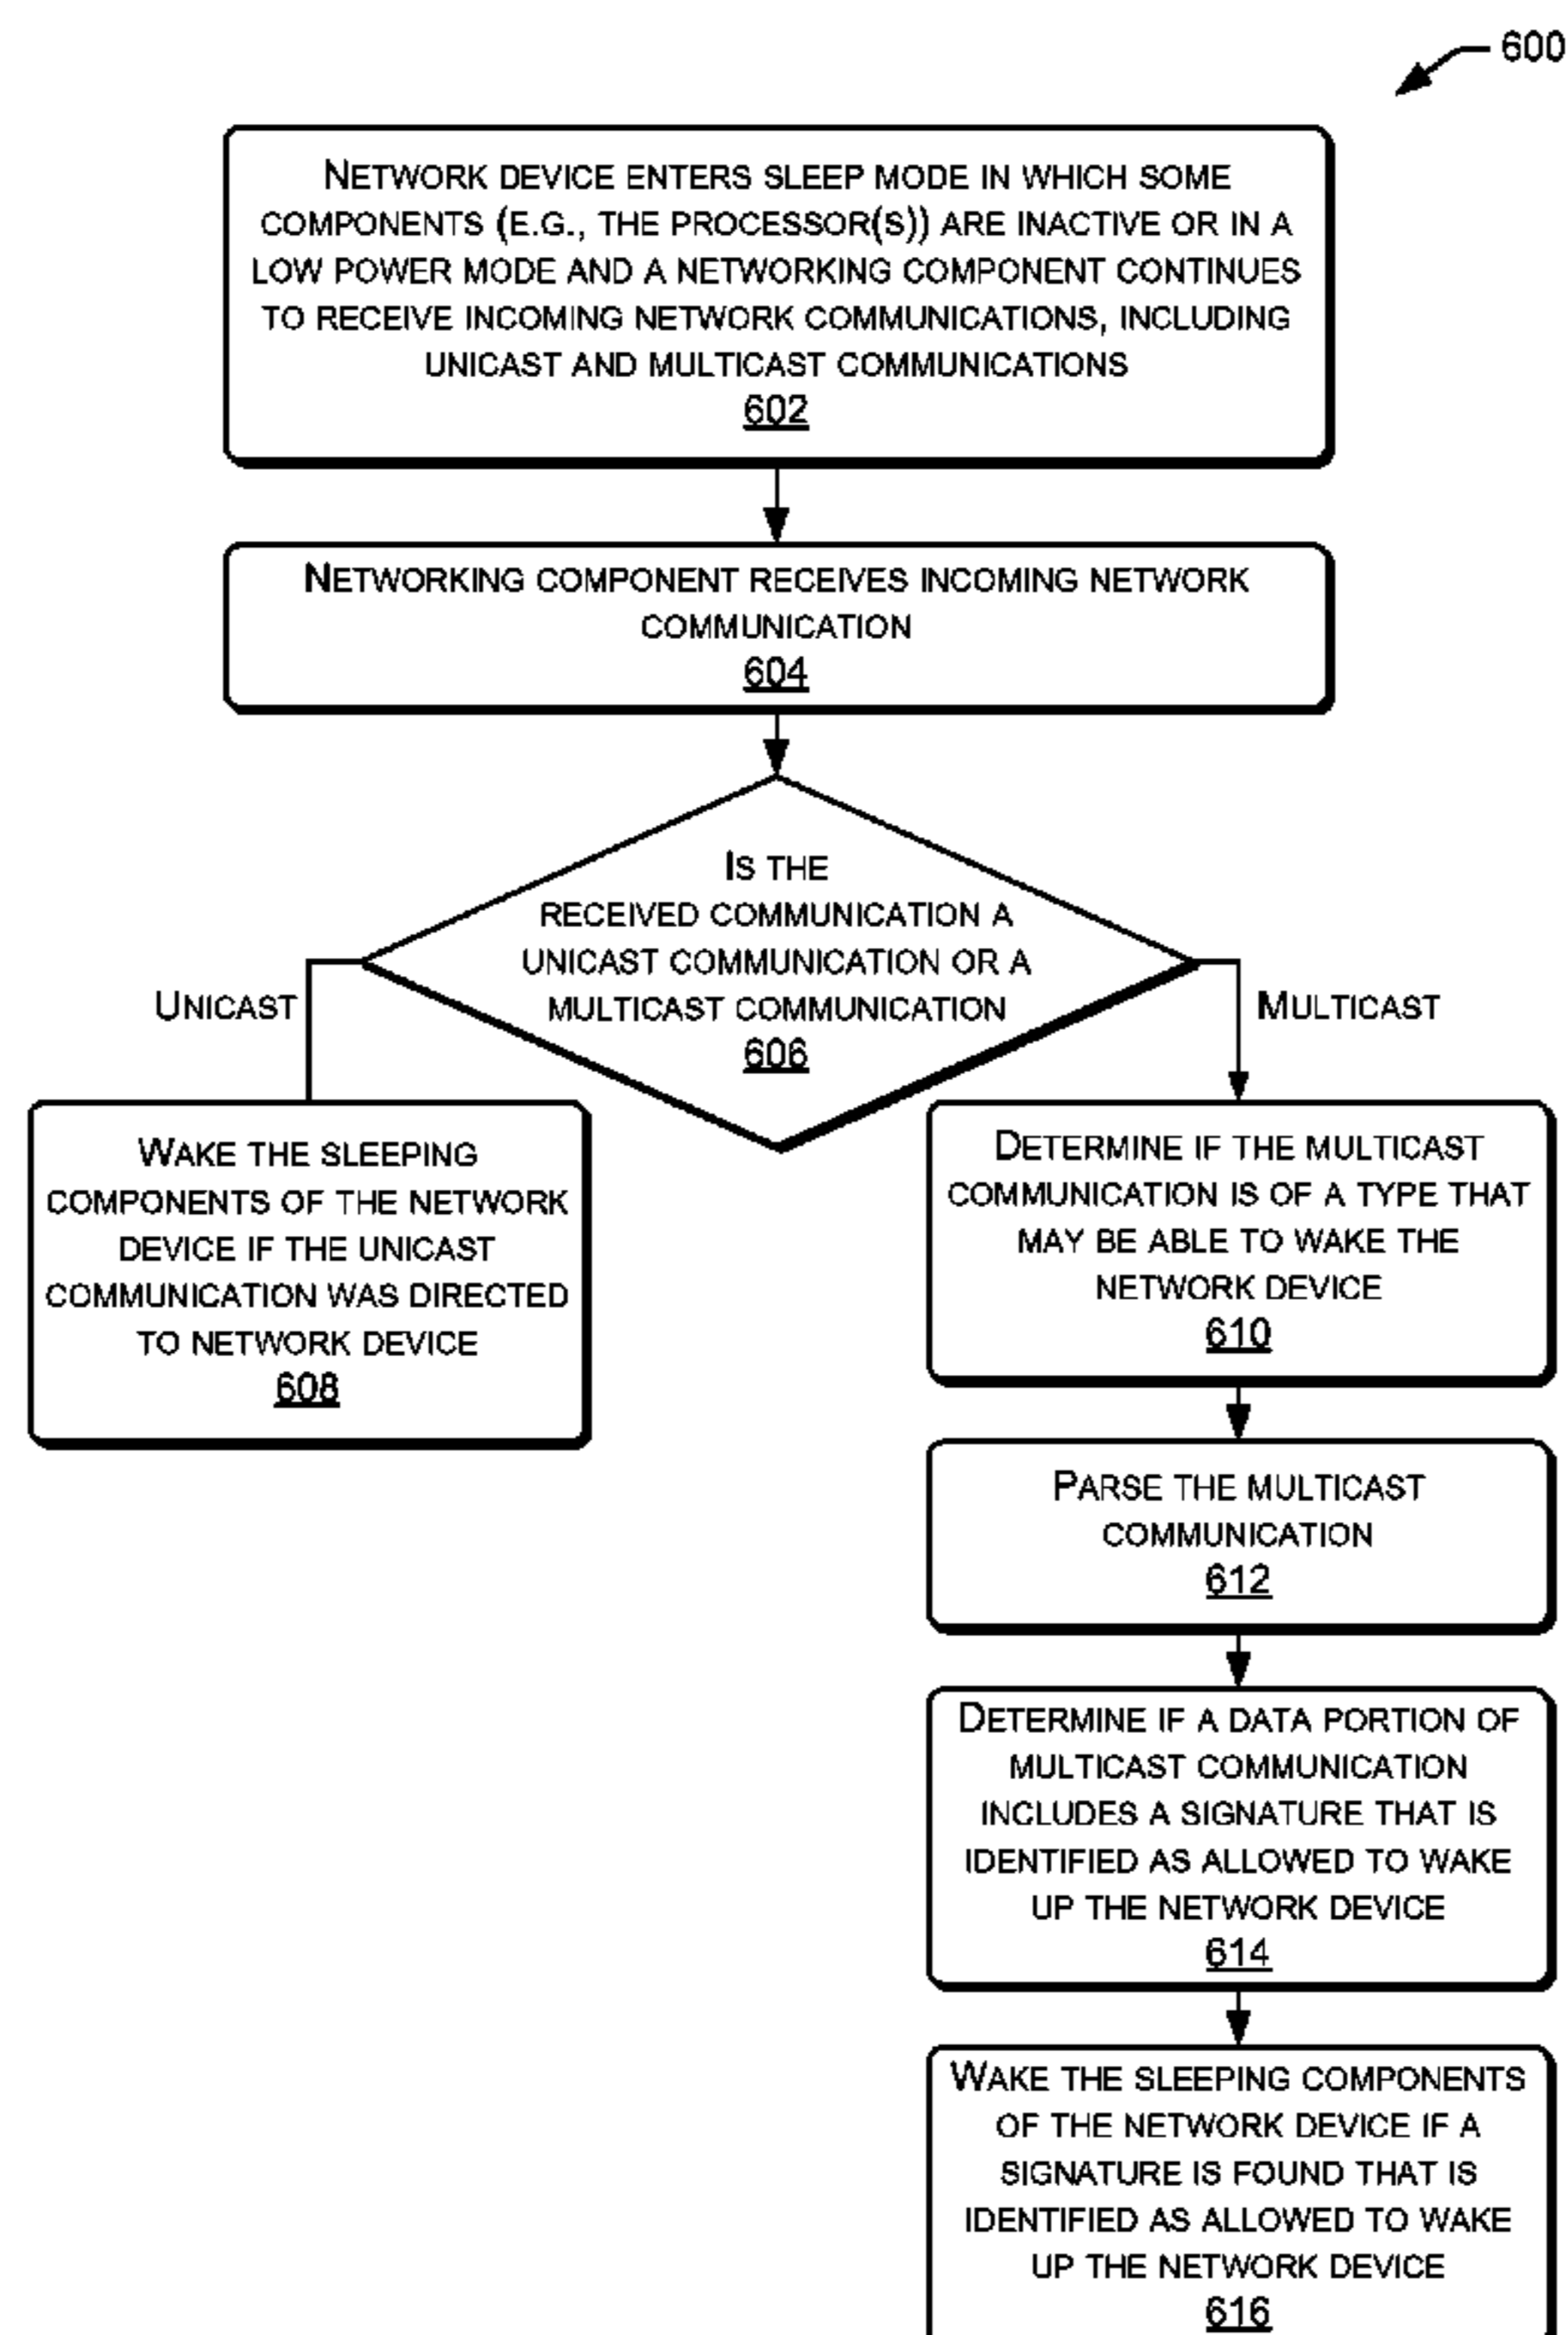 600
NETWORK DEVICE ENTERS SLEEP MODE IN WHICH SOME
COMPONENTS (E.G., THE PROCESSOR(S)) ARE INACTIVE OR IN A
LOW POWER MODE AND A NETWORKING COMPONENT CONTINUES
TO RECEIVE INCOMING NETWORK COMMUNICATIONS, INCLUDING
UNICAST AND MULTICAST COMMUNICATIONS
602
NETWORKING COMPONENT RECEIVES INCOMING NETWORK
COMMUNICATION
604
IS THE
RECEIVED COMMUNICATION A
UNICAST COMMUNICATION OR A
MULTICAST COMMUNICATION
606
UNICAST
MULTICAST
WAKE THE SLEEPING
COMPONENTS OF THE NETWORK
DEVICE IF THE UNICAST
COMMUNICATION WAS DIRECTED
TO NETWORK DEVICE
608
DETERMINE IF THE MULTICAST
COMMUNICATION IS OF A TYPE THAT
MAY BE ABLE TO WAKE THE
NETWORK DEVICE
610
PARSE THE MULTICAST
COMMUNICATION
612
DETERMINE IF A DATA PORTION OF
MULTICAST COMMUNICATION
INCLUDES A SIGNATURE THAT IS
IDENTIFIED AS ALLOWED TO WAKE
UP THE NETWORK DEVICE
614
WAKE THE SLEEPING COMPONENTS
OF THE NETWORK DEVICE IF A
SIGNATURE IS FOUND THAT IS
IDENTIFIED AS ALLOWED TO WAKE
UP THE NETWORK DEVICE
616